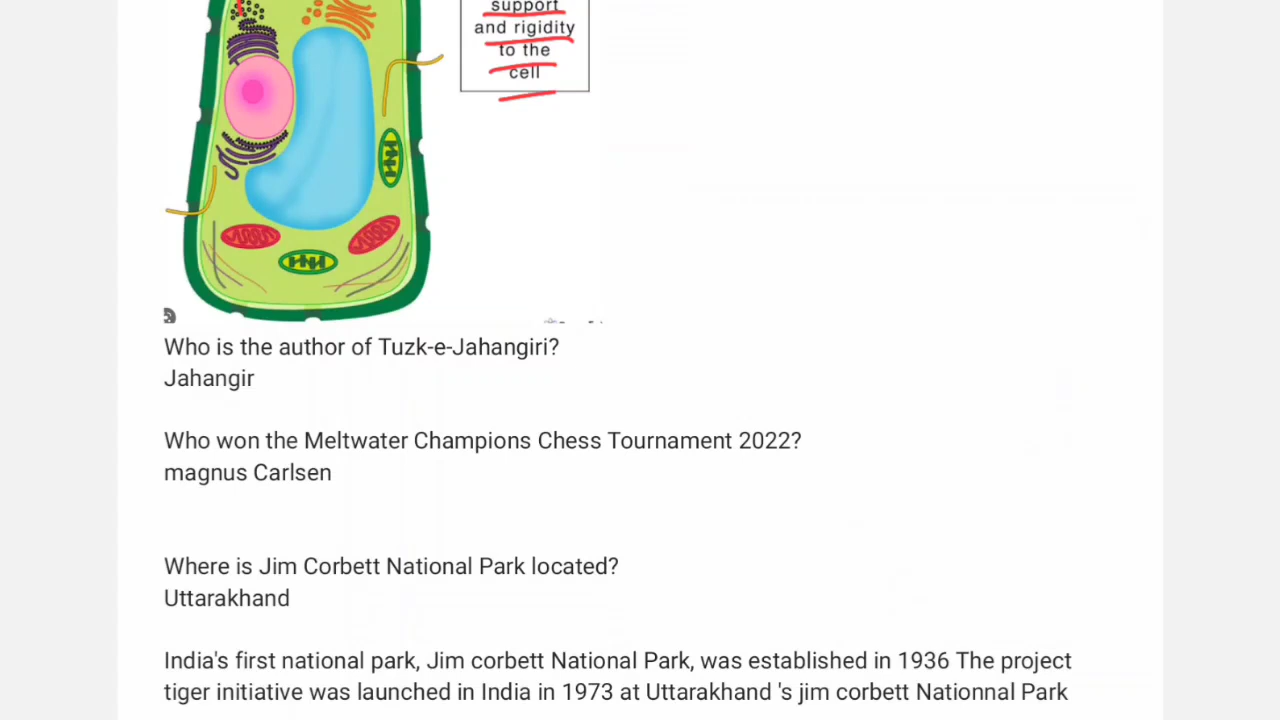 support
and rigidity
to the
cell
Who is the author of Tuzk-e-Jahangiri?
Jahangir
Who won the Meltwater Champions Chess Tournament 2022?
magnus Carlsen
Where is Jim Corbett National Park located?
Uttarakhand
India's first national park, Jim corbett National Park, was established in 1936 The project
tiger initiative was launched in India in 1973 at Uttarakhand 's jim corbett Nationnal Park